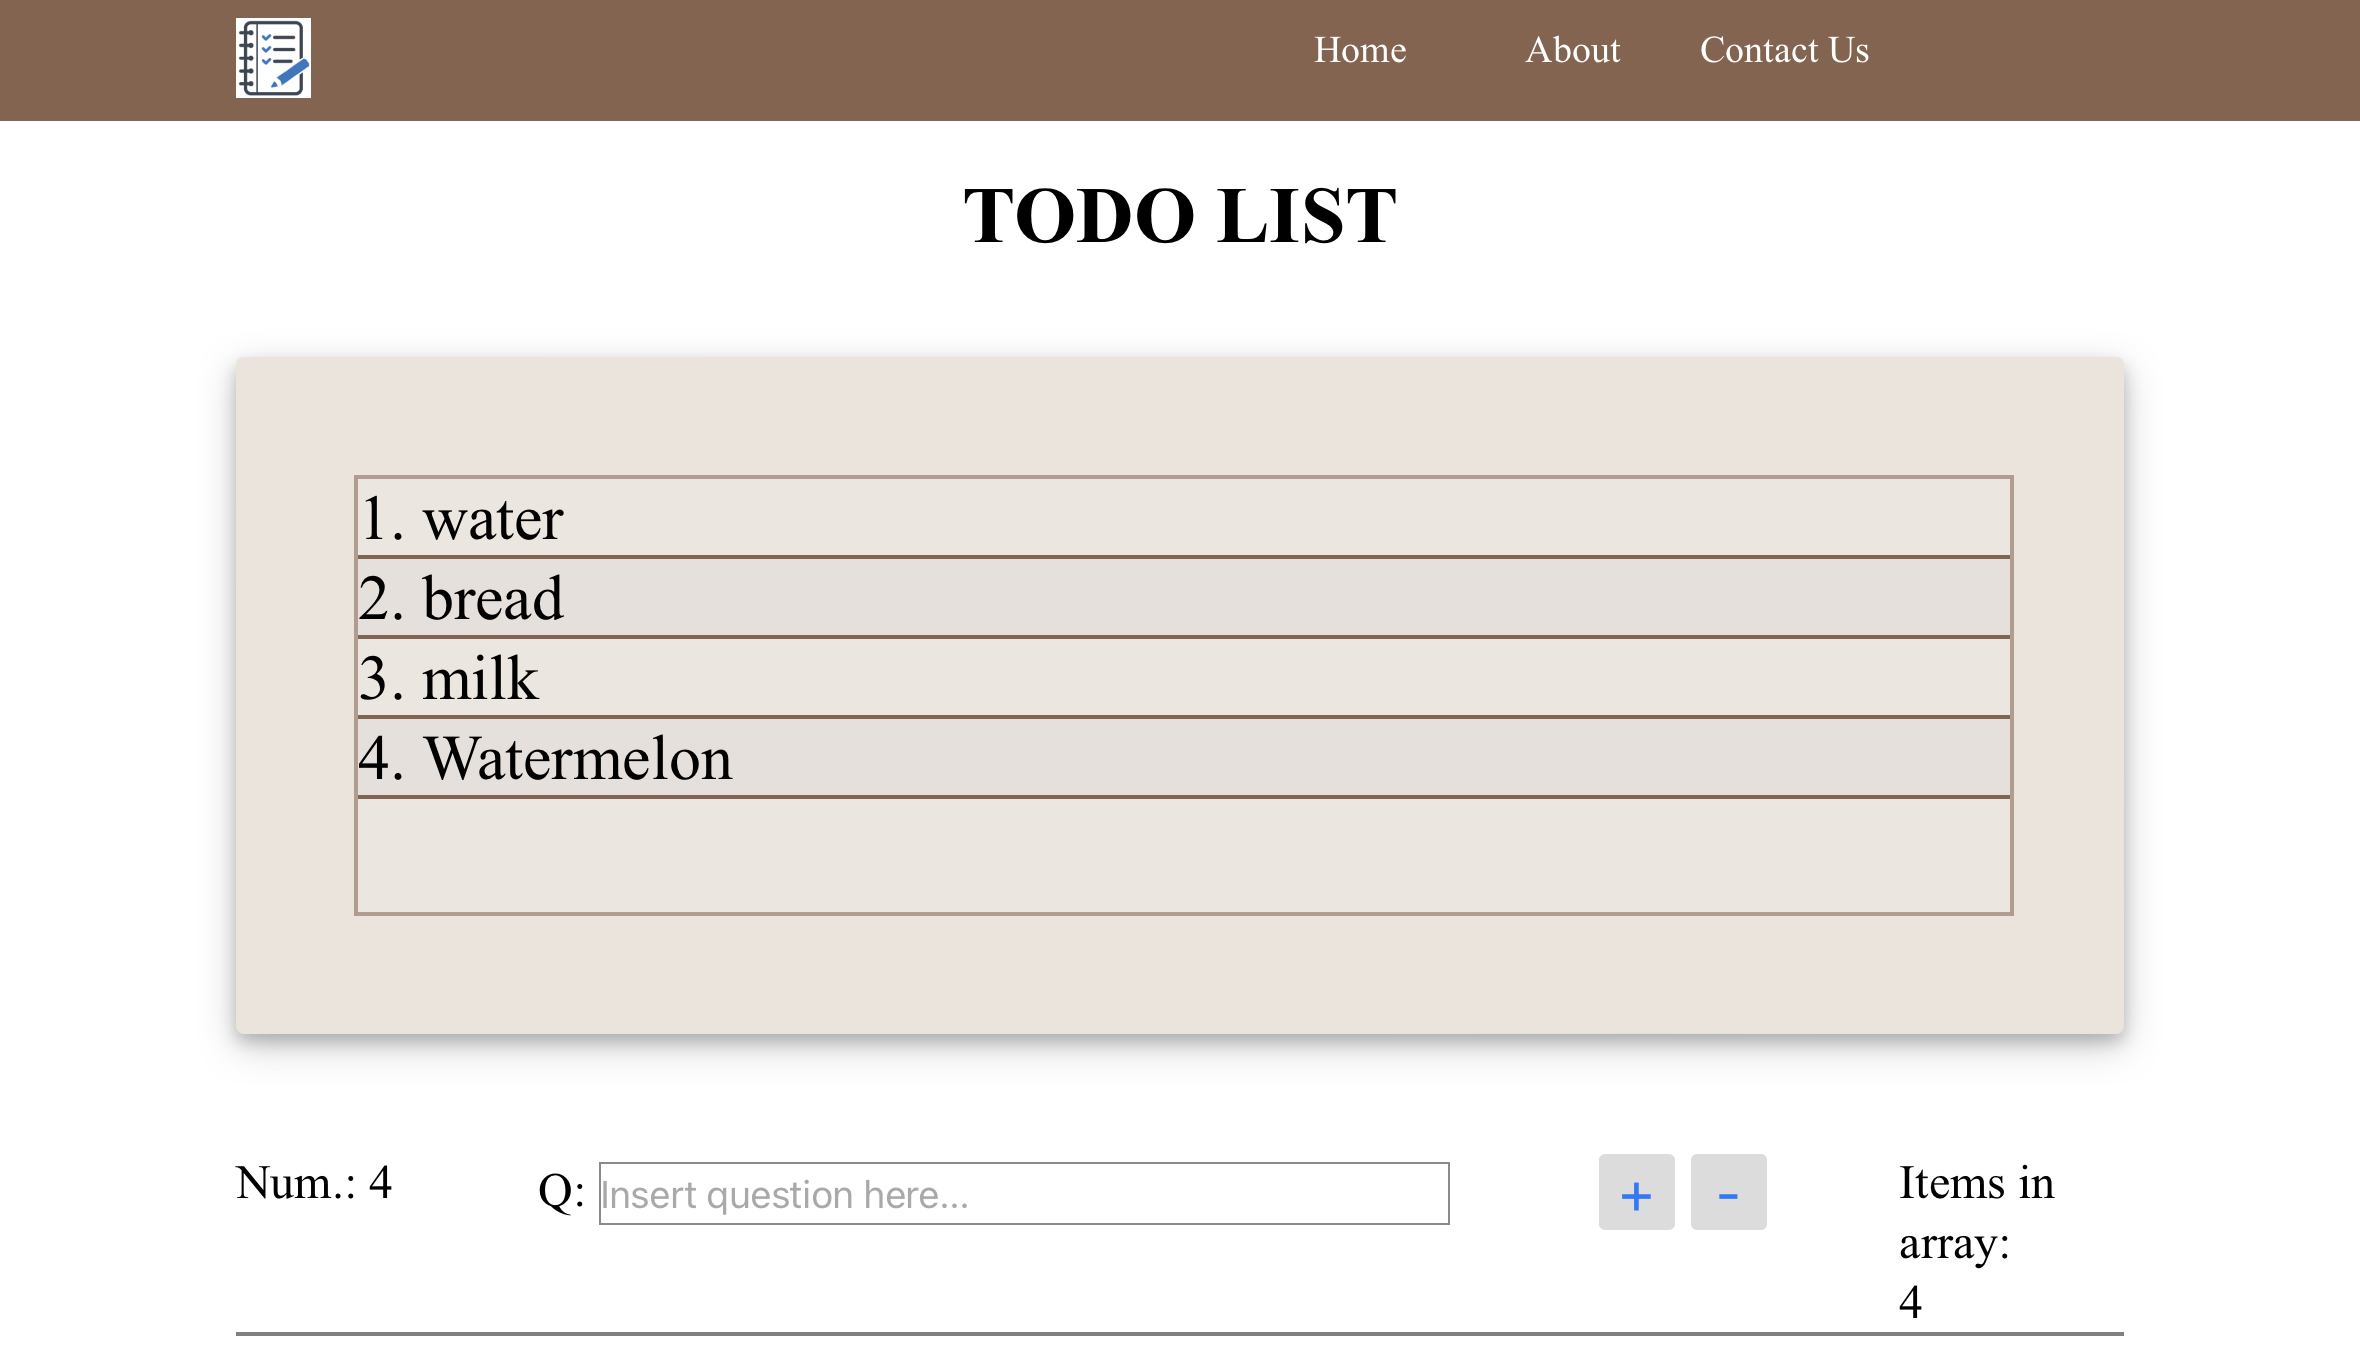 Home About Contact Us
TODO LIST
1. water
2. bread
3. milk
4. Watermelon
Num.: 4
Q: Insert question here...
+ -
Items in
array:
4